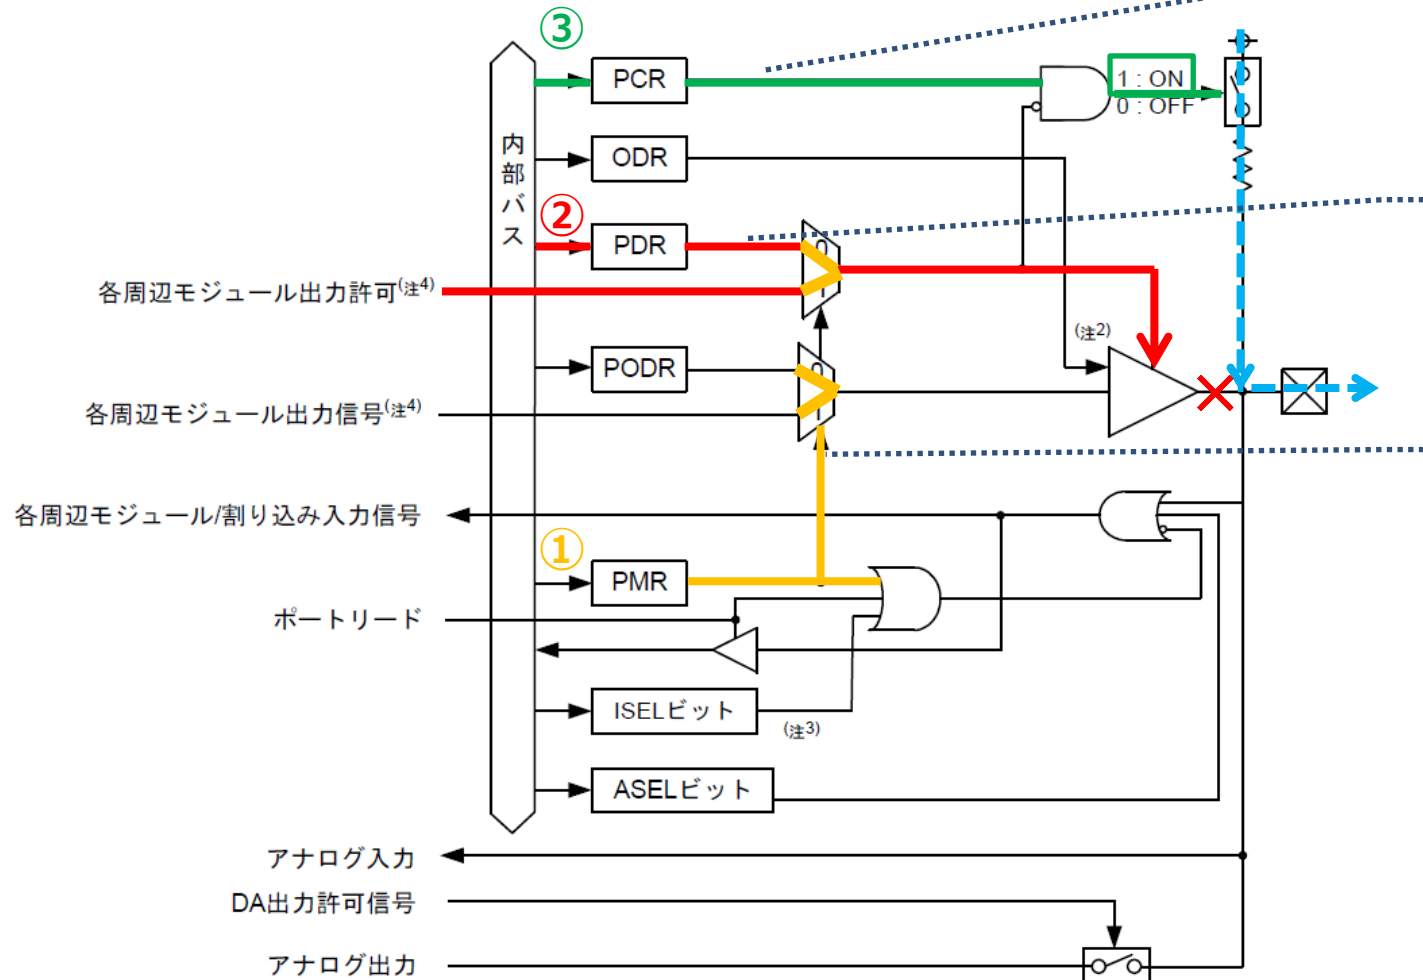 ③
PCR
1 : ON
0 : OFF
内部バス
ODR
②
PDR
0
1
各周辺モジュール出力許可(注4)
(注2)
PODR
0
1
各周辺モジュール出力信号(注4)
各周辺モジュール/割り込み入力信号
①
PMR
ポートリード
ISELビット
(注3)
ASELビット
アナログ入力
DA出力許可信号
アナログ出力